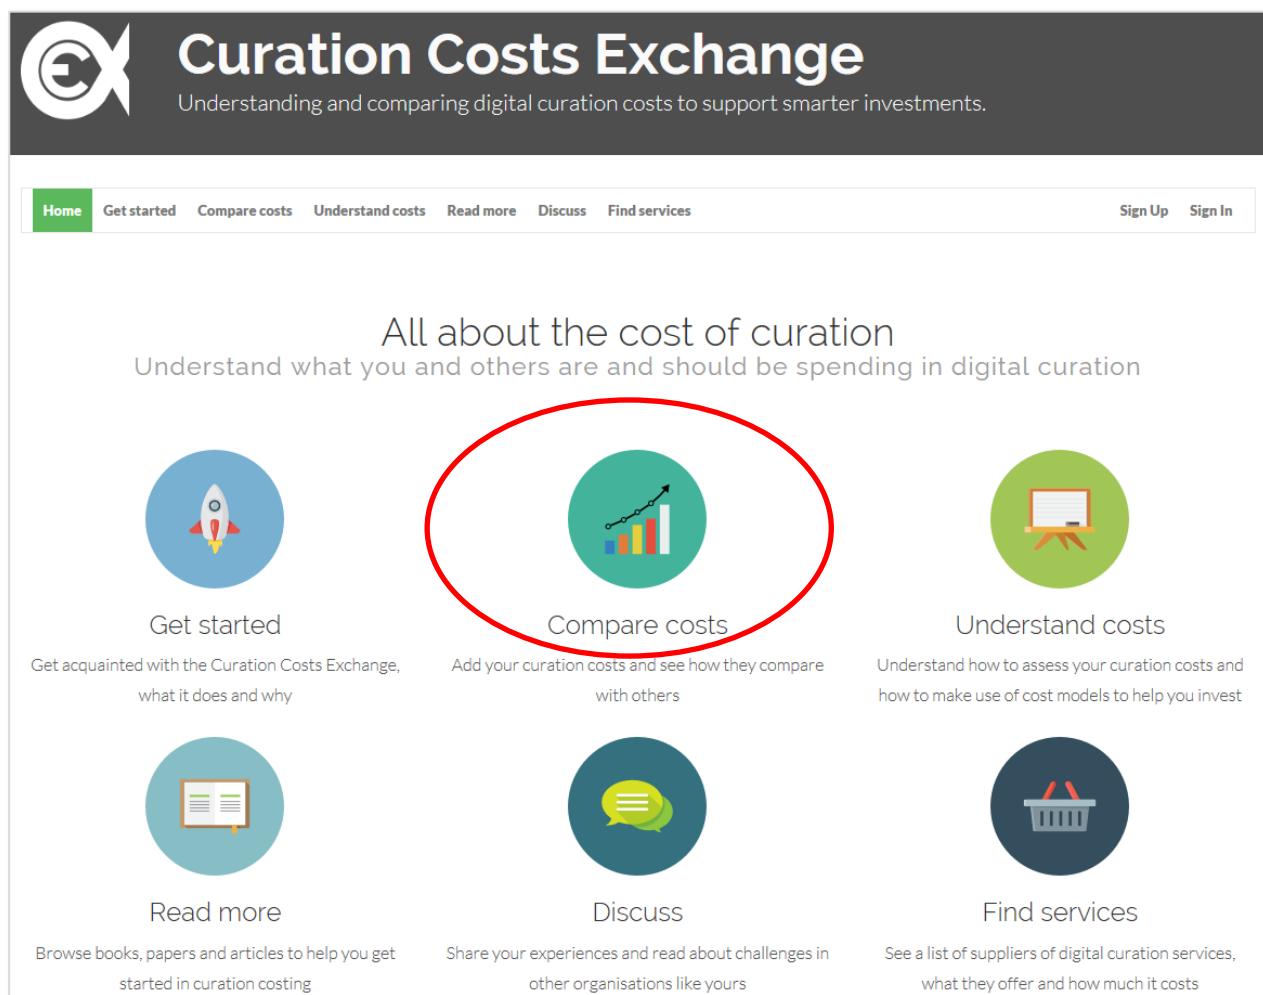 Curation Costs Exchange
Understanding and comparing digital curation costs to support smarter investments.
Home Get started Compare costs Understand costs Read more Discuss Find services Sign Up Sign In
All about the cost of curation
Understand what you and others are and should be spending in digital curation
Get started
Get acquainted with the Curation Costs Exchange,
what it does and why
Compare costs
Add your curation costs and see how they compare
with others
Understand costs
Understand how to assess your curation costs and
how to make use of cost models to help you invest
Read more
Browse books, papers and articles to help you get
started in curation costing
Discuss
Share your experiences and read about challenges in
other organisations like yours
Find services
See a list of suppliers of digital curation services,
what they offer and how much it costs